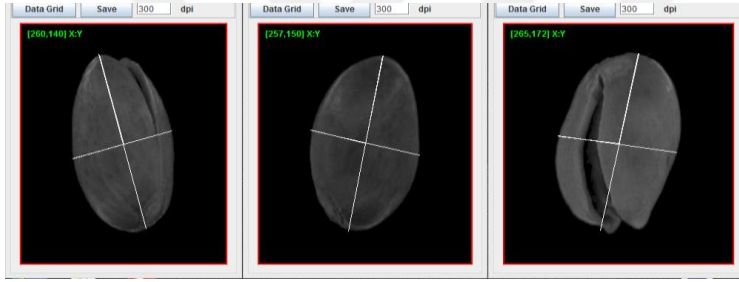 Data Grid Save 300 dpi
[260,140] X:Y
Data Grid Save 300 dpi
[257,150] X:Y
Data Grid Save 300 dpi
[265,172] X:Y